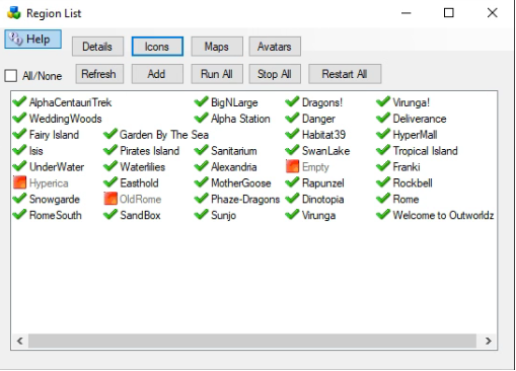 Region List
Help
Details Icons Maps Avatars
All/None Refresh Add Run All Stop All Restart All
AlphaCentauriTrek BigNLarge Dragons! Virunga!
WeddingWoods Alpha Station Danger Deliverance
Fairy Island Garden By The Sea Habitat39 HyperMall
Isis Pirates Island Sanitarium SwanLake Tropical Island
UnderWater Waterlilies Alexandria Empty Franki
Hyperica Easthold MotherGoose Rapunzel Rockbell
Snowgarde OldRome Phaze-Dragons Dinotopia Rome
RomeSouth SandBox Sunjo Virunga Welcome to Outworldz